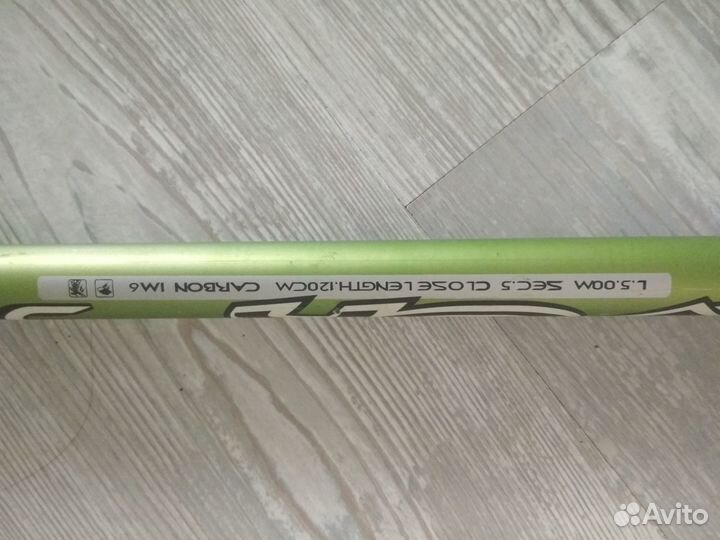 L.5.00M SEC.5 CLOSE LENGTH:120CM CARBON IM6
Avito